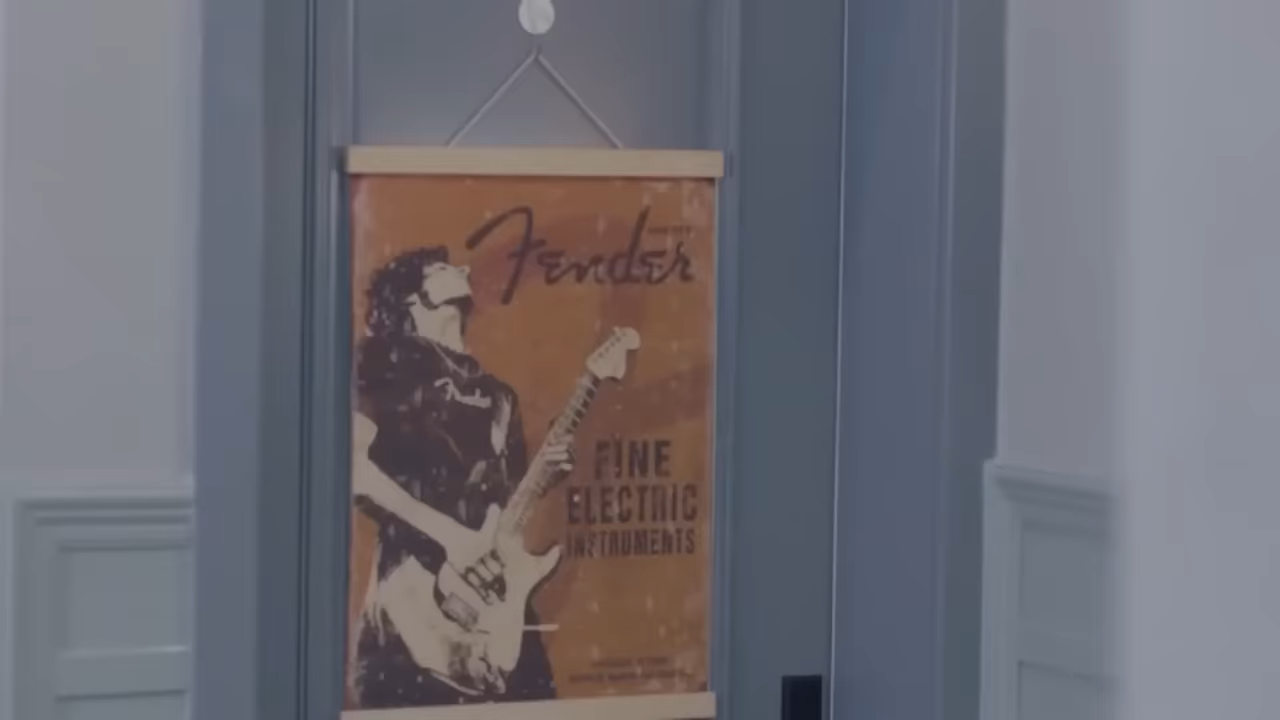 Fender
Fender
FINE
ELECTRIC
INSTRUMENTS